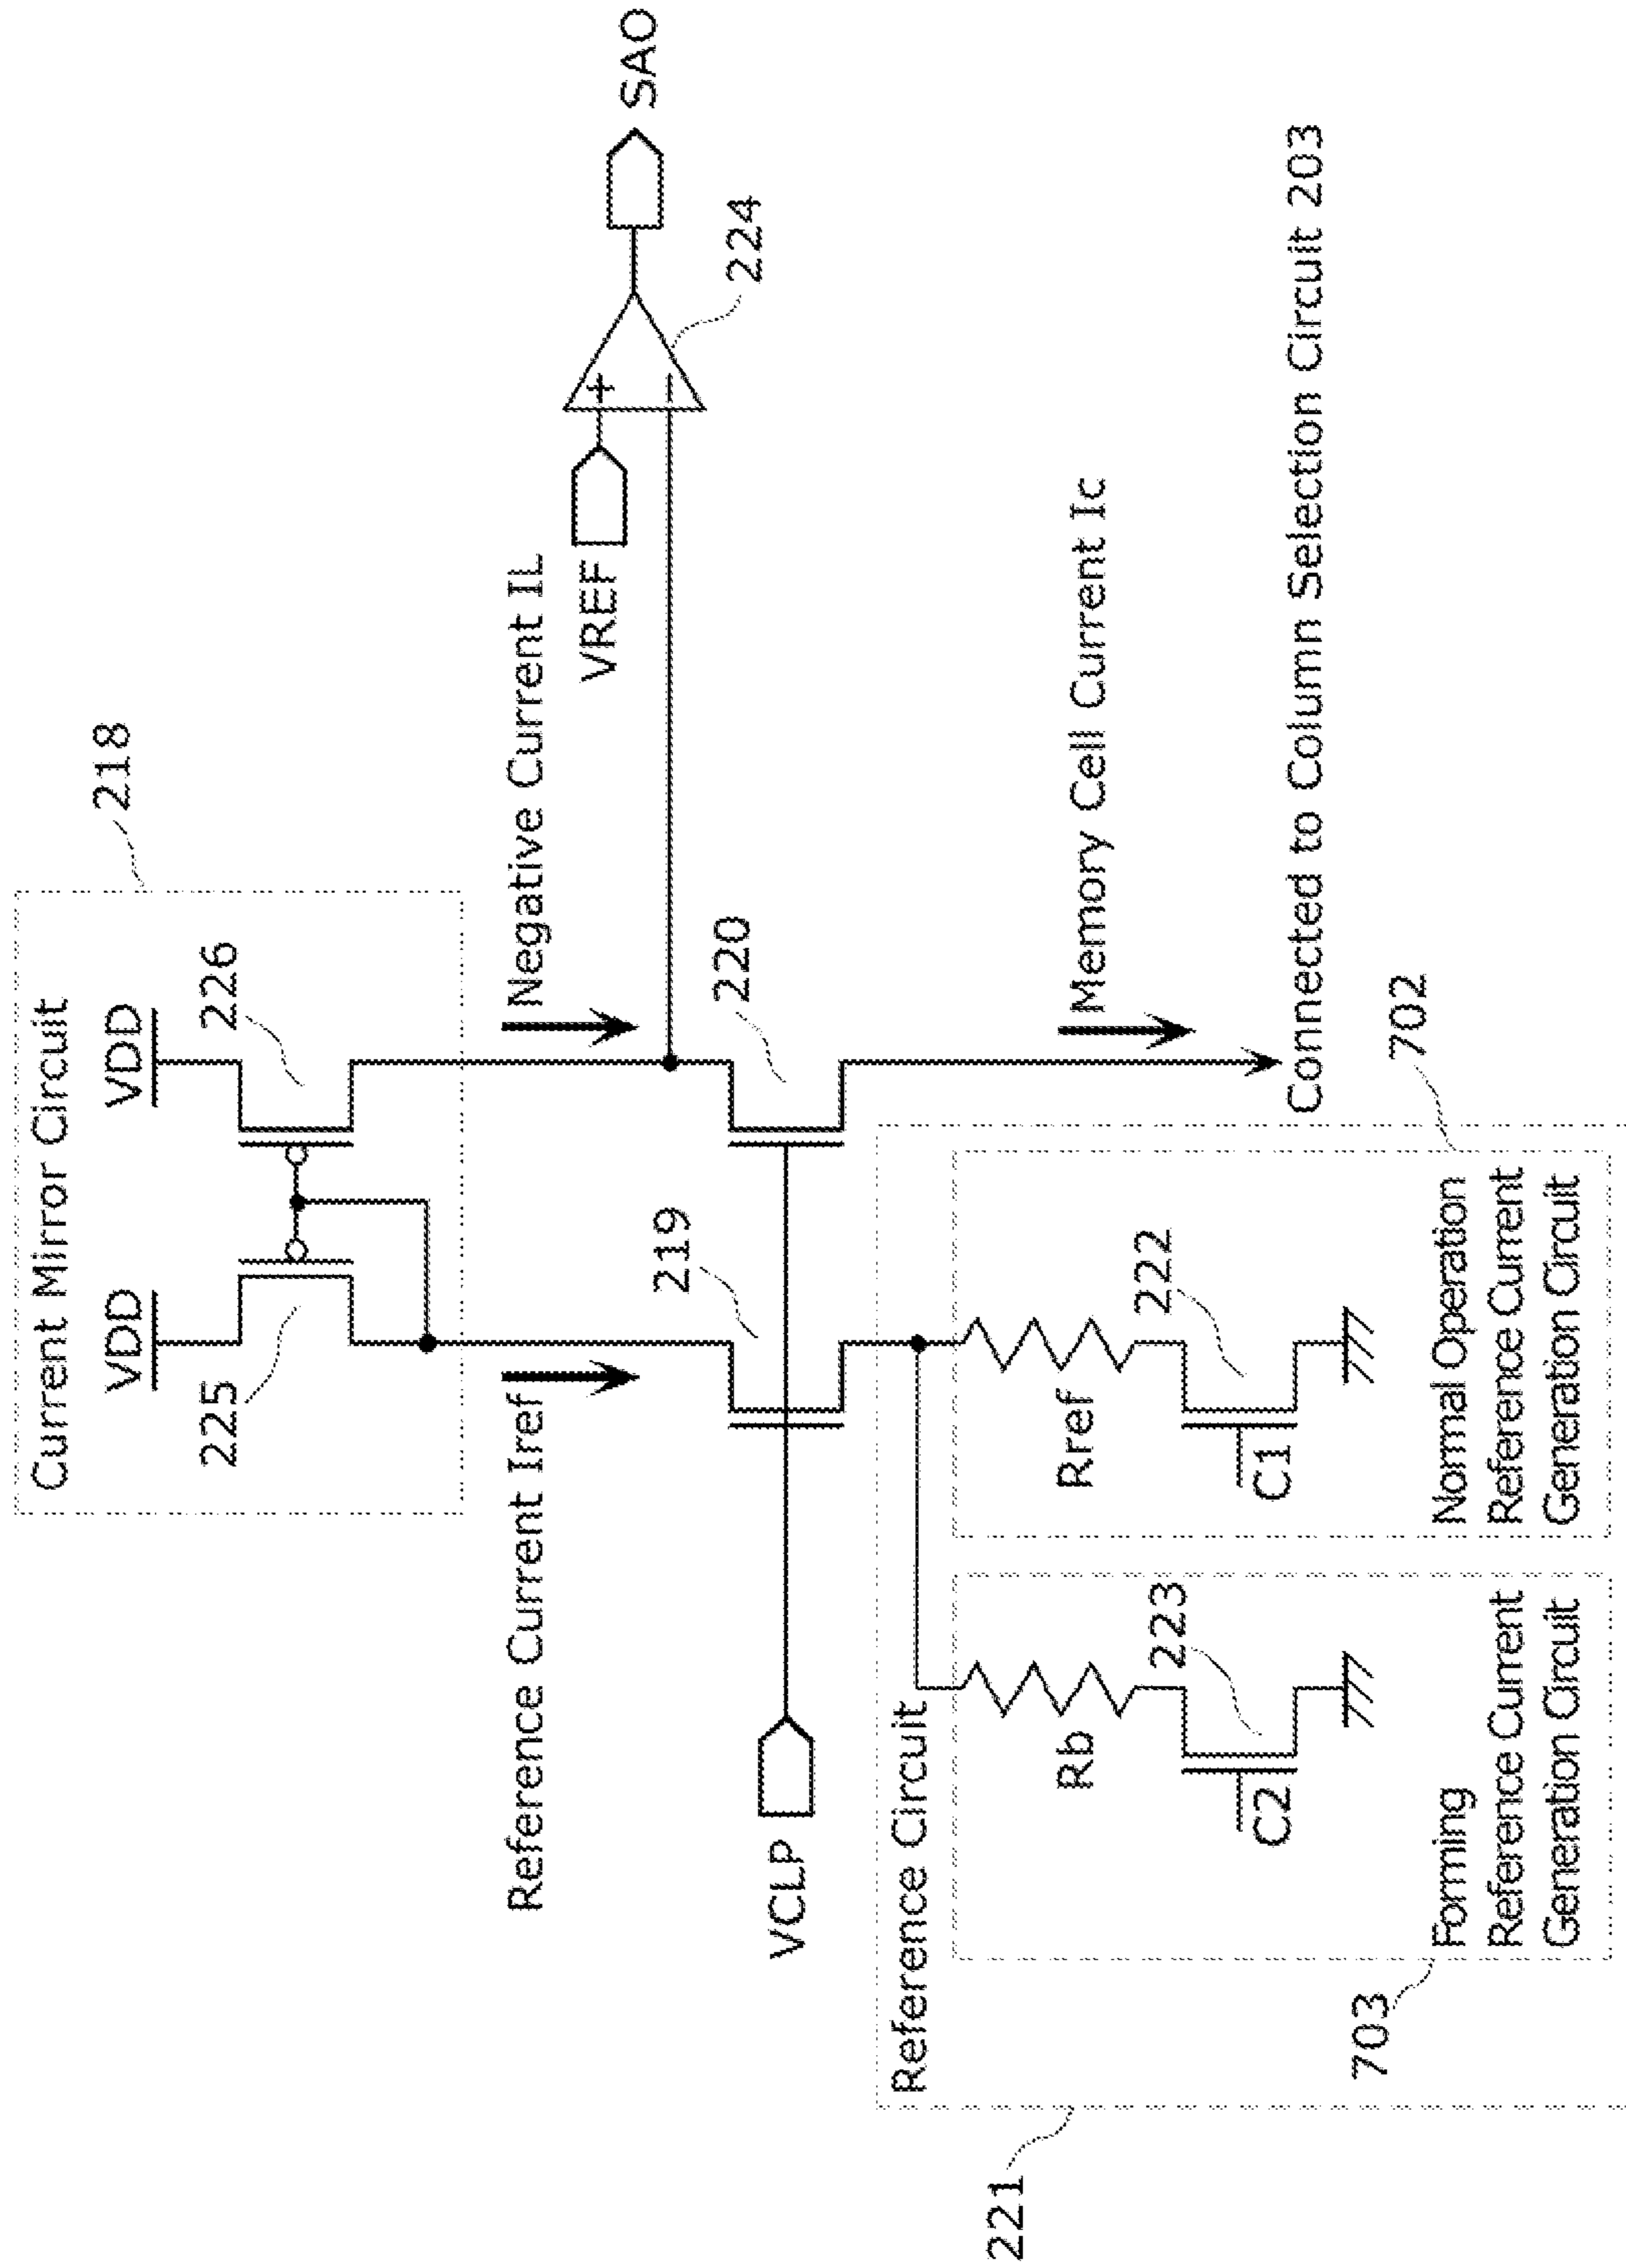 Current Mirror Circuit
218
VDD
VDD
225
226
Reference Current Iref
Negative Current IL
VREF
SAO
224
219
220
VCLP
Memory Cell Current Ic
Connected to Column Selection Circuit 203
Reference Circuit
221
Rb
223
C2
Forming
Reference Current
Generation Circuit
703
Rref
222
C1
Normal Operation
Reference Current
Generation Circuit
702
+
−